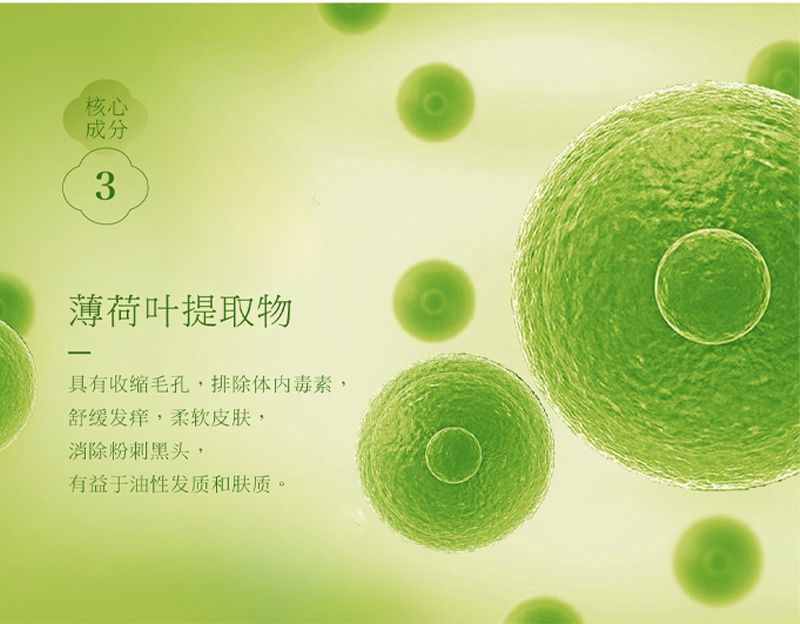 核心
成分
3
薄荷叶提取物
具有收缩毛孔，排除体内毒素，
舒缓发痒，柔软皮肤，
消除粉刺黑头，
有益于油性发质和肤质。